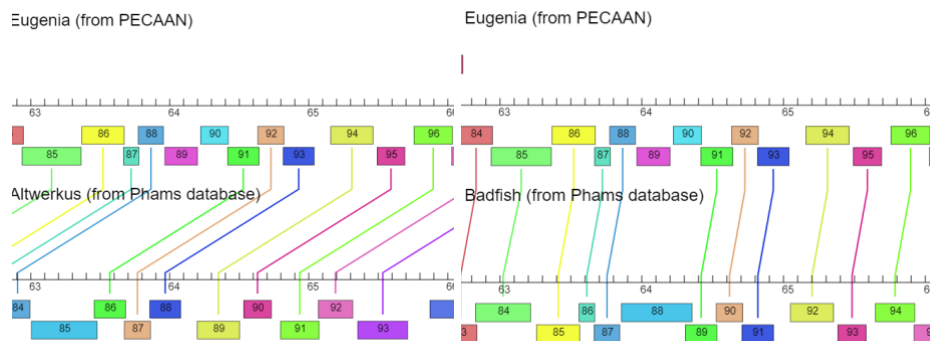 Eugenia (from PECAAN)
63 64 65
86 88 90 92 94 96
85 87 89 91 93 95
Altwerkus (from Phams database)
63 64 65
84 86 88 90 92
85 87 89 91 93
Eugenia (from PECAAN)
63 64 65
84 86 88 90 92 94 96
85 87 89 91 93 95
Badfish (from Phams database)
63 64 65
84 86 88 90 92 94
85 87 89 91 93